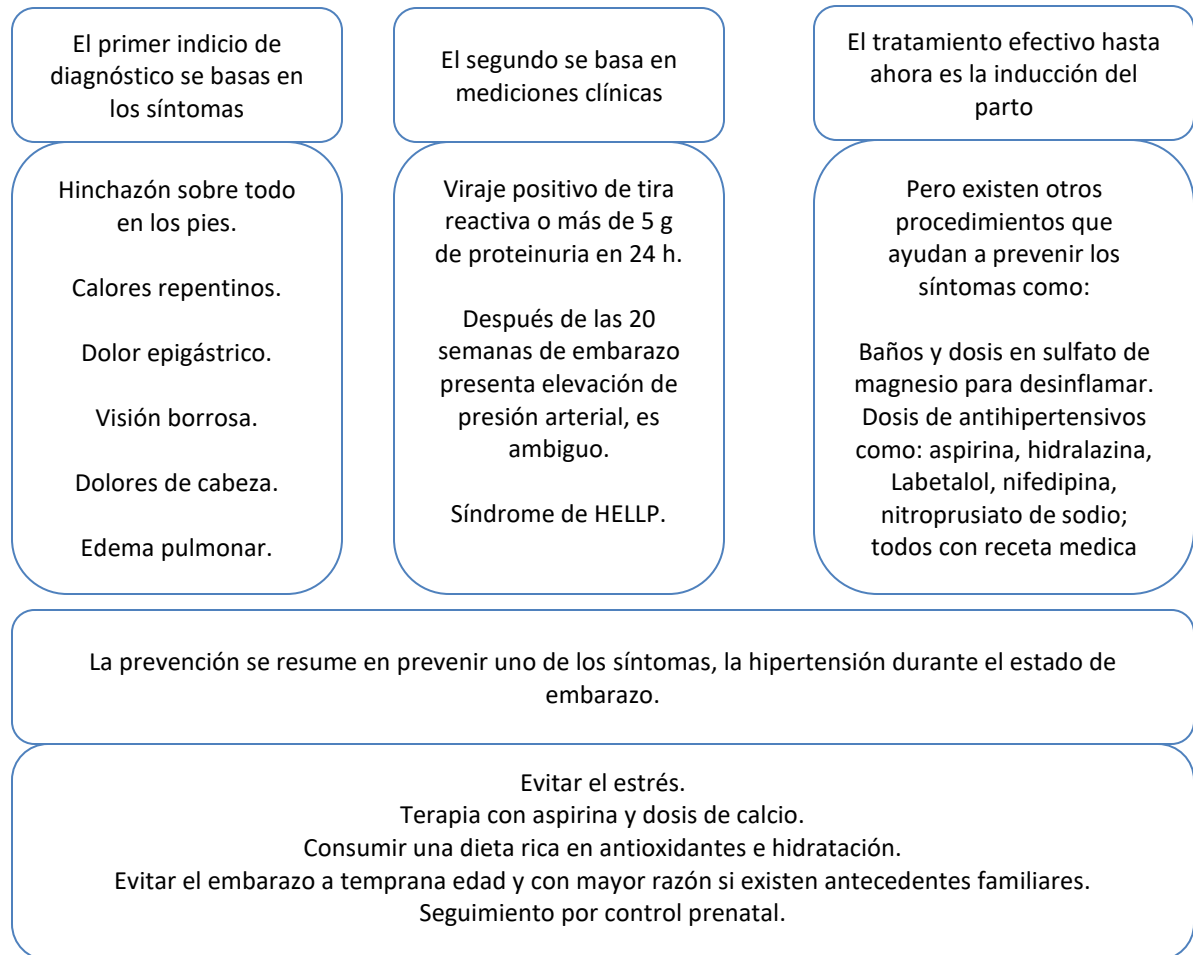 El primer indicio de
diagnóstico se basas en
los síntomas
Hinchazón sobre todo
en los pies.
Calores repentinos.
Dolor epigástrico.
Visión borrosa.
Dolores de cabeza.
Edema pulmonar.
El segundo se basa en
mediciones clínicas
Viraje positivo de tira
reactiva o más de 5 g
de proteinuria en 24 h.
Después de las 20
semanas de embarazo
presenta elevación de
presión arterial, es
ambiguo.
Síndrome de HELLP.
El tratamiento efectivo hasta
ahora es la inducción del
parto
Pero existen otros
procedimientos que
ayudan a prevenir los
síntomas como:
Baños y dosis en sulfato de
magnesio para desinflamar.
Dosis de antihipertensivos
como: aspirina, hidralazina,
Labetalol, nifedipina,
nitroprusiato de sodio;
todos con receta medica
La prevención se resume en prevenir uno de los síntomas, la hipertensión durante el estado de
embarazo.
Evitar el estrés.
Terapia con aspirina y dosis de calcio.
Consumir una dieta rica en antioxidantes e hidratación.
Evitar el embarazo a temprana edad y con mayor razón si existen antecedentes familiares.
Seguimiento por control prenatal.